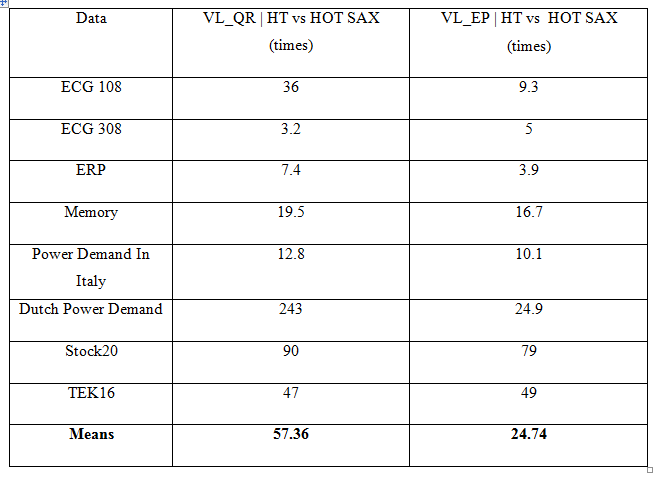 Data VL_QR | HT vs HOT SAX VL_EP | HT vs HOT SAX
(times) (times)
ECG 108 36 9.3
ECG 308 3.2 5
ERP 7.4 3.9
Memory 19.5 16.7
Power Demand In 12.8 10.1
Italy
Dutch Power Demand 243 24.9
Stock20 90 79
TEK16 47 49
Means 57.36 24.74